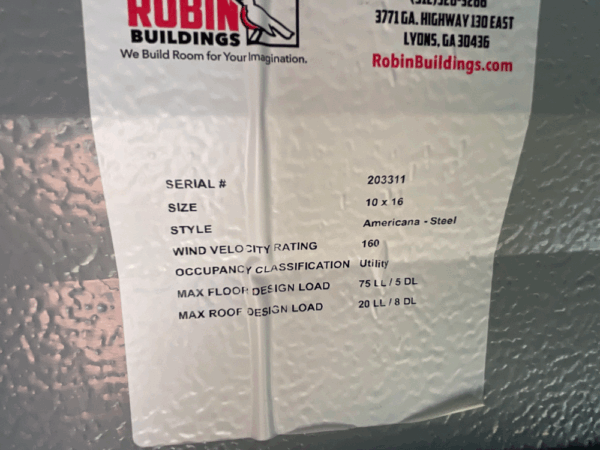 ROBIN
BUILDINGS
We Build Room for Your Imagination.
3771 GA. HIGHWAY 130 EAST
LYONS, GA 30436
RobinBuildings.com
SERIAL # 203311
SIZE 10 x 16
STYLE Americana - Steel
WIND VELOCITY RATING 160
OCCUPANCY CLASSIFICATION Utility
MAX FLOOR DESIGN LOAD 75 LL / 5 DL
MAX ROOF DESIGN LOAD 20 LL / 8 DL